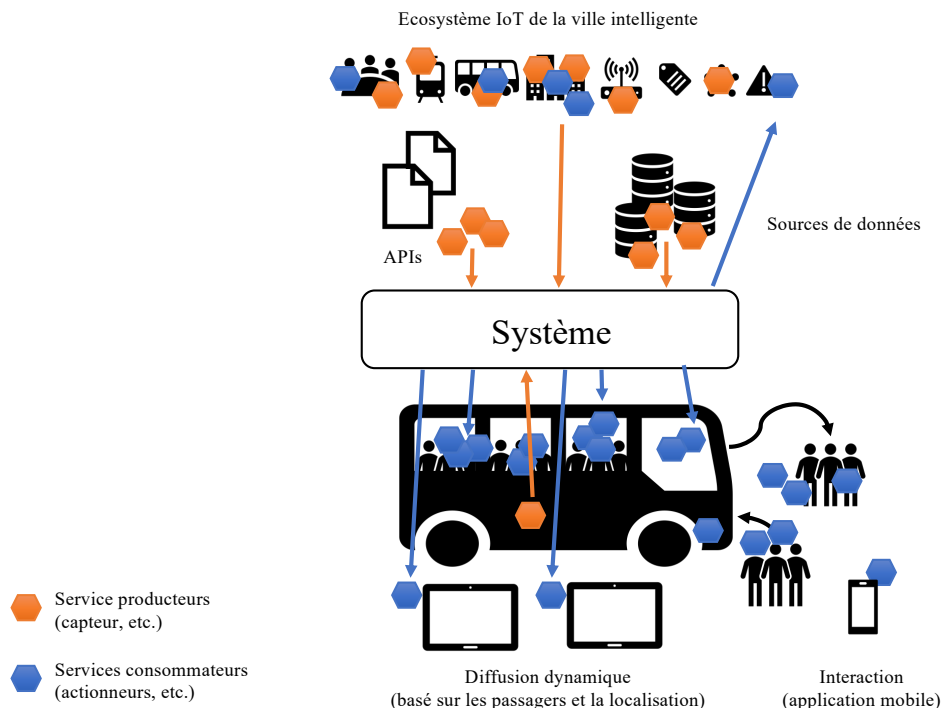 Ecosystème IoT de la ville intelligente
APIs
Sources de données
Système
Service producteurs
(capteur, etc.)
Services consommateurs
(actionneurs, etc.)
Diffusion dynamique
(basé sur les passagers et la localisation)
Interaction
(application mobile)